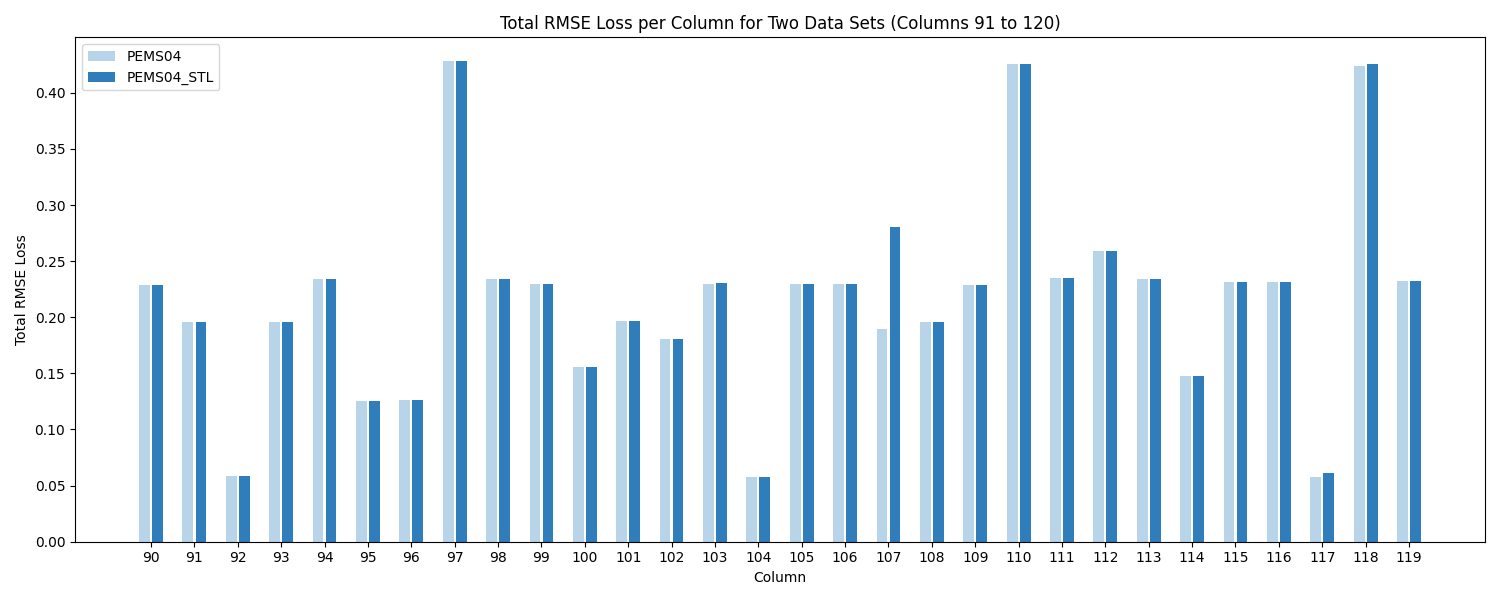 Total RMSE Loss per Column for Two Data Sets (Columns 91 to 120)
PEMS04
PEMS04_STL
Total RMSE Loss
0.40
0.35
0.30
0.25
0.20
0.15
0.10
0.05
0.00
90 91 92 93 94 95 96 97 98 99 100 101 102 103 104 105 106 107 108 109 110 111 112 113 114 115 116 117 118 119
Column